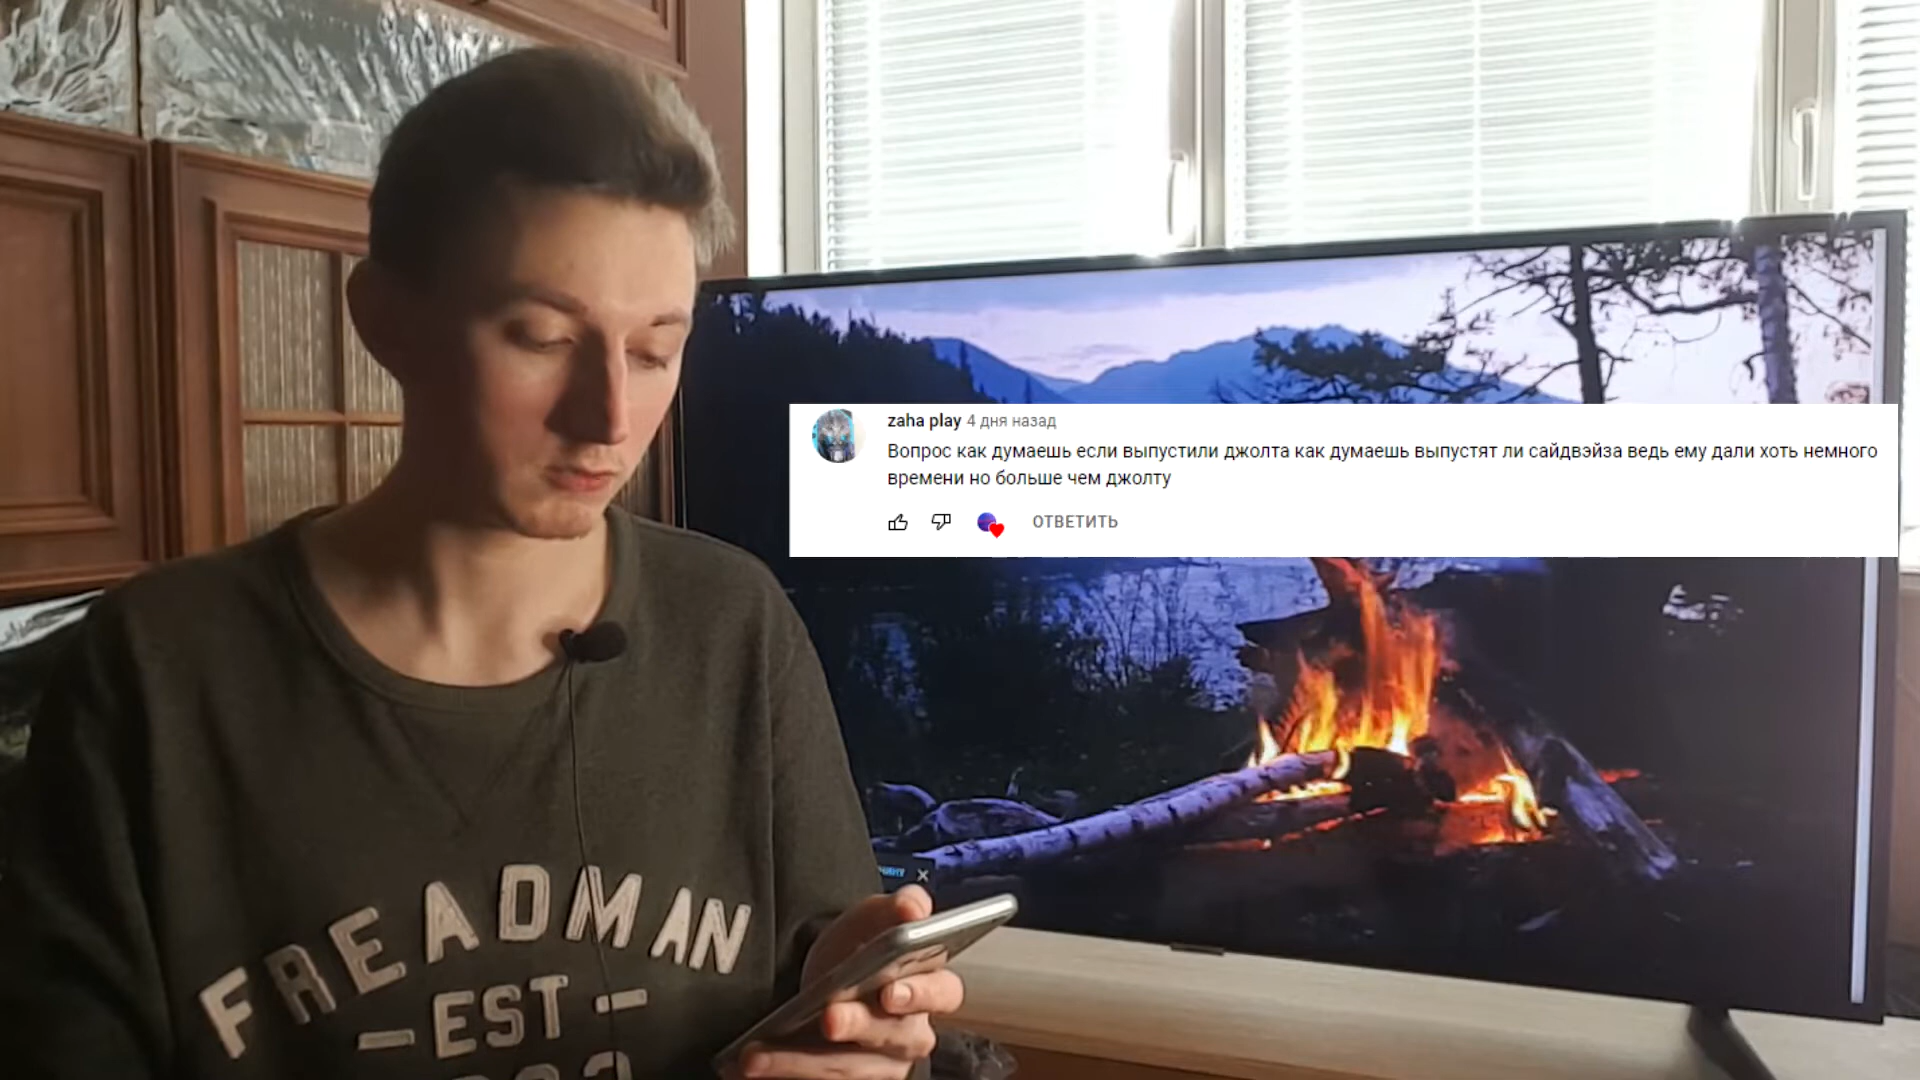 zaha play 4 дня назад
Вопрос как думаешь если выпустили джолта как думаешь выпустят ли сайдвэйза ведь ему дали хоть немного
времени но больше чем джолту
ОТВЕТИТЬ
FREADMAN
– EST –